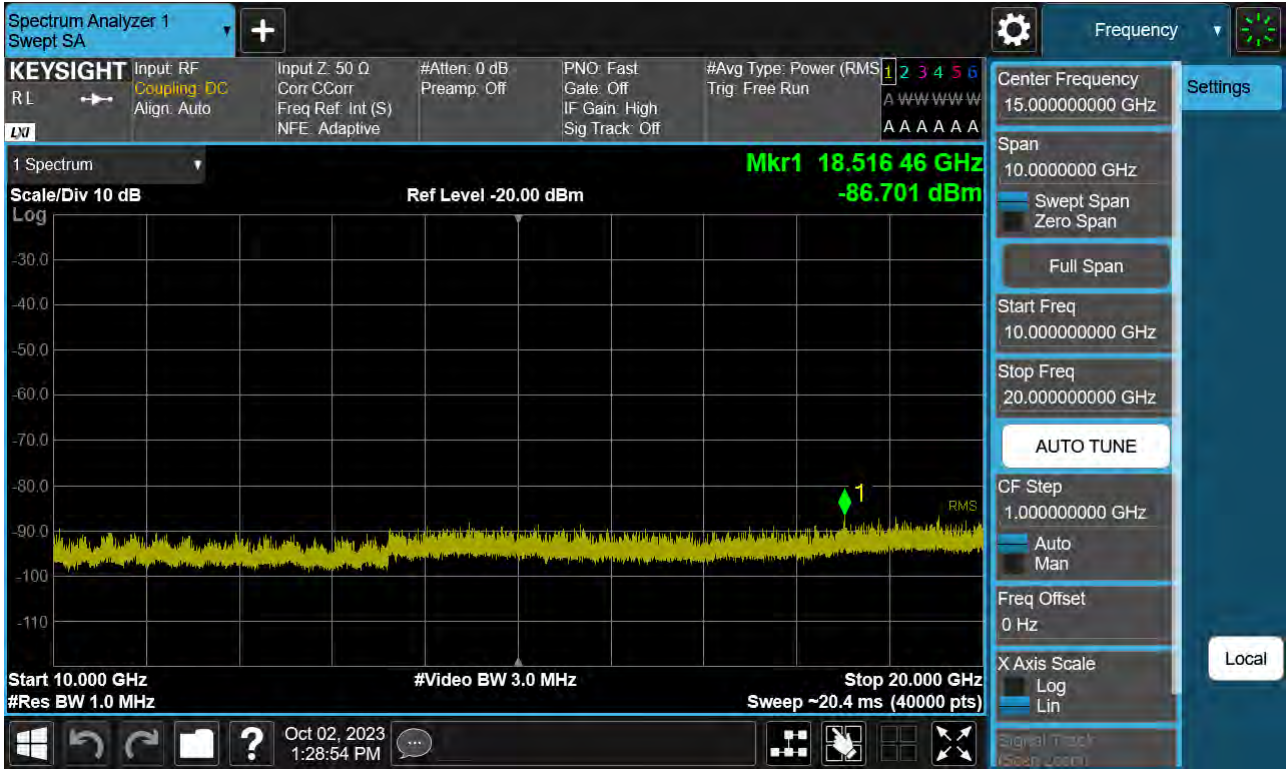 Spectrum Analyzer 1
Swept SA
Frequency
KEYSIGHT
R L
LXI
Input: RF
Coupling: DC
Align: Auto
Input Z: 50 Ω
Corr CCorr
Freq Ref: Int (S)
NFE: Adaptive
#Atten: 0 dB
Preamp: Off
PNO: Fast
Gate: Off
IF Gain: High
Sig Track: Off
#Avg Type: Power (RMS
Trig: Free Run
1 2 3 4 5 6
A W W W W W
A A A A A A
1 Spectrum
Scale/Div 10 dB
Log
Ref Level -20.00 dBm
Mkr1 18.516 46 GHz
-86.701 dBm
-30.0
-40.0
-50.0
-60.0
-70.0
-80.0
-90.0
-100
-110
1
RMS
Start 10.000 GHz
#Res BW 1.0 MHz
#Video BW 3.0 MHz
Stop 20.000 GHz
Sweep ~20.4 ms (40000 pts)
Center Frequency
15.000000000 GHz
Span
10.0000000 GHz
Swept Span
Zero Span
Full Span
Start Freq
10.000000000 GHz
Stop Freq
20.000000000 GHz
AUTO TUNE
CF Step
1.000000000 GHz
Auto
Man
Freq Offset
0 Hz
X Axis Scale
Log
Lin
Signal Track
(Span Zoom)
Settings
Local
?
Oct 02, 2023
1:28:54 PM